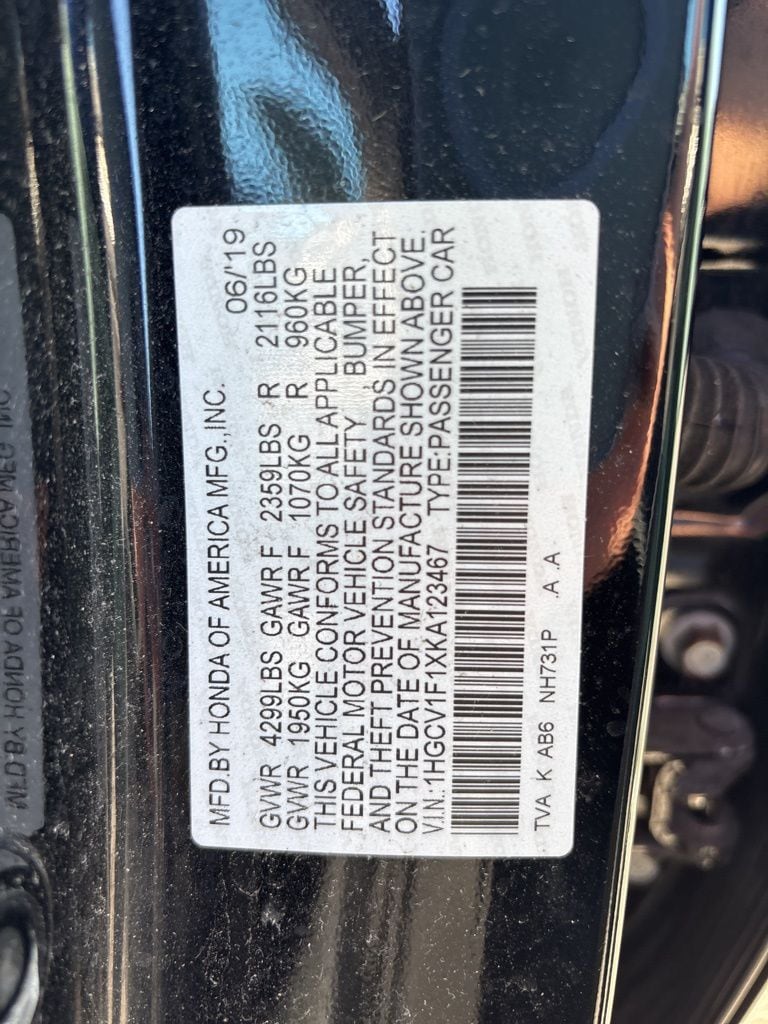 MFD.BY HONDA OF AMERICA MFG.,INC. 06/'19
GVWR 4299LBS GAWR F 2359LBS R 2116LBS
GVWR 1950KG GAWR F 1070KG R 960KG
THIS VEHICLE CONFORMS TO ALL APPLICABLE
FEDERAL MOTOR VEHICLE SAFETY BUMPER,
AND THEFT PREVENTION STANDARDS IN EFFECT
ON THE DATE OF MANUFACTURE SHOWN ABOVE.
V.I.N.:1HGCV1F1XKA123467 TYPE:PASSENGER CAR
TVA K AB6 NH731P .A .A